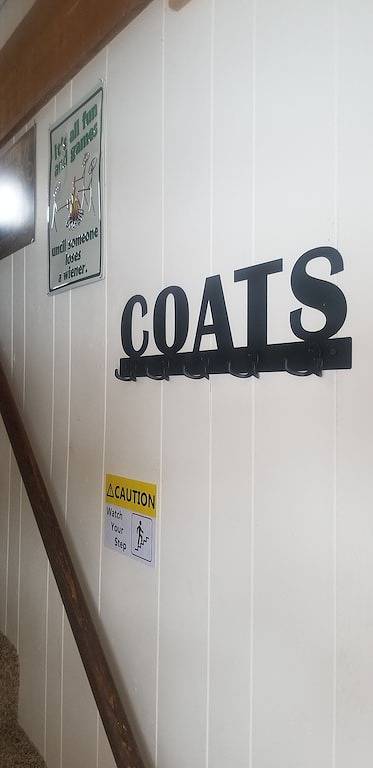 It's all fun
and games
until someone
loses
a wiener.
COATS
CAUTION
Watch
Your
Step